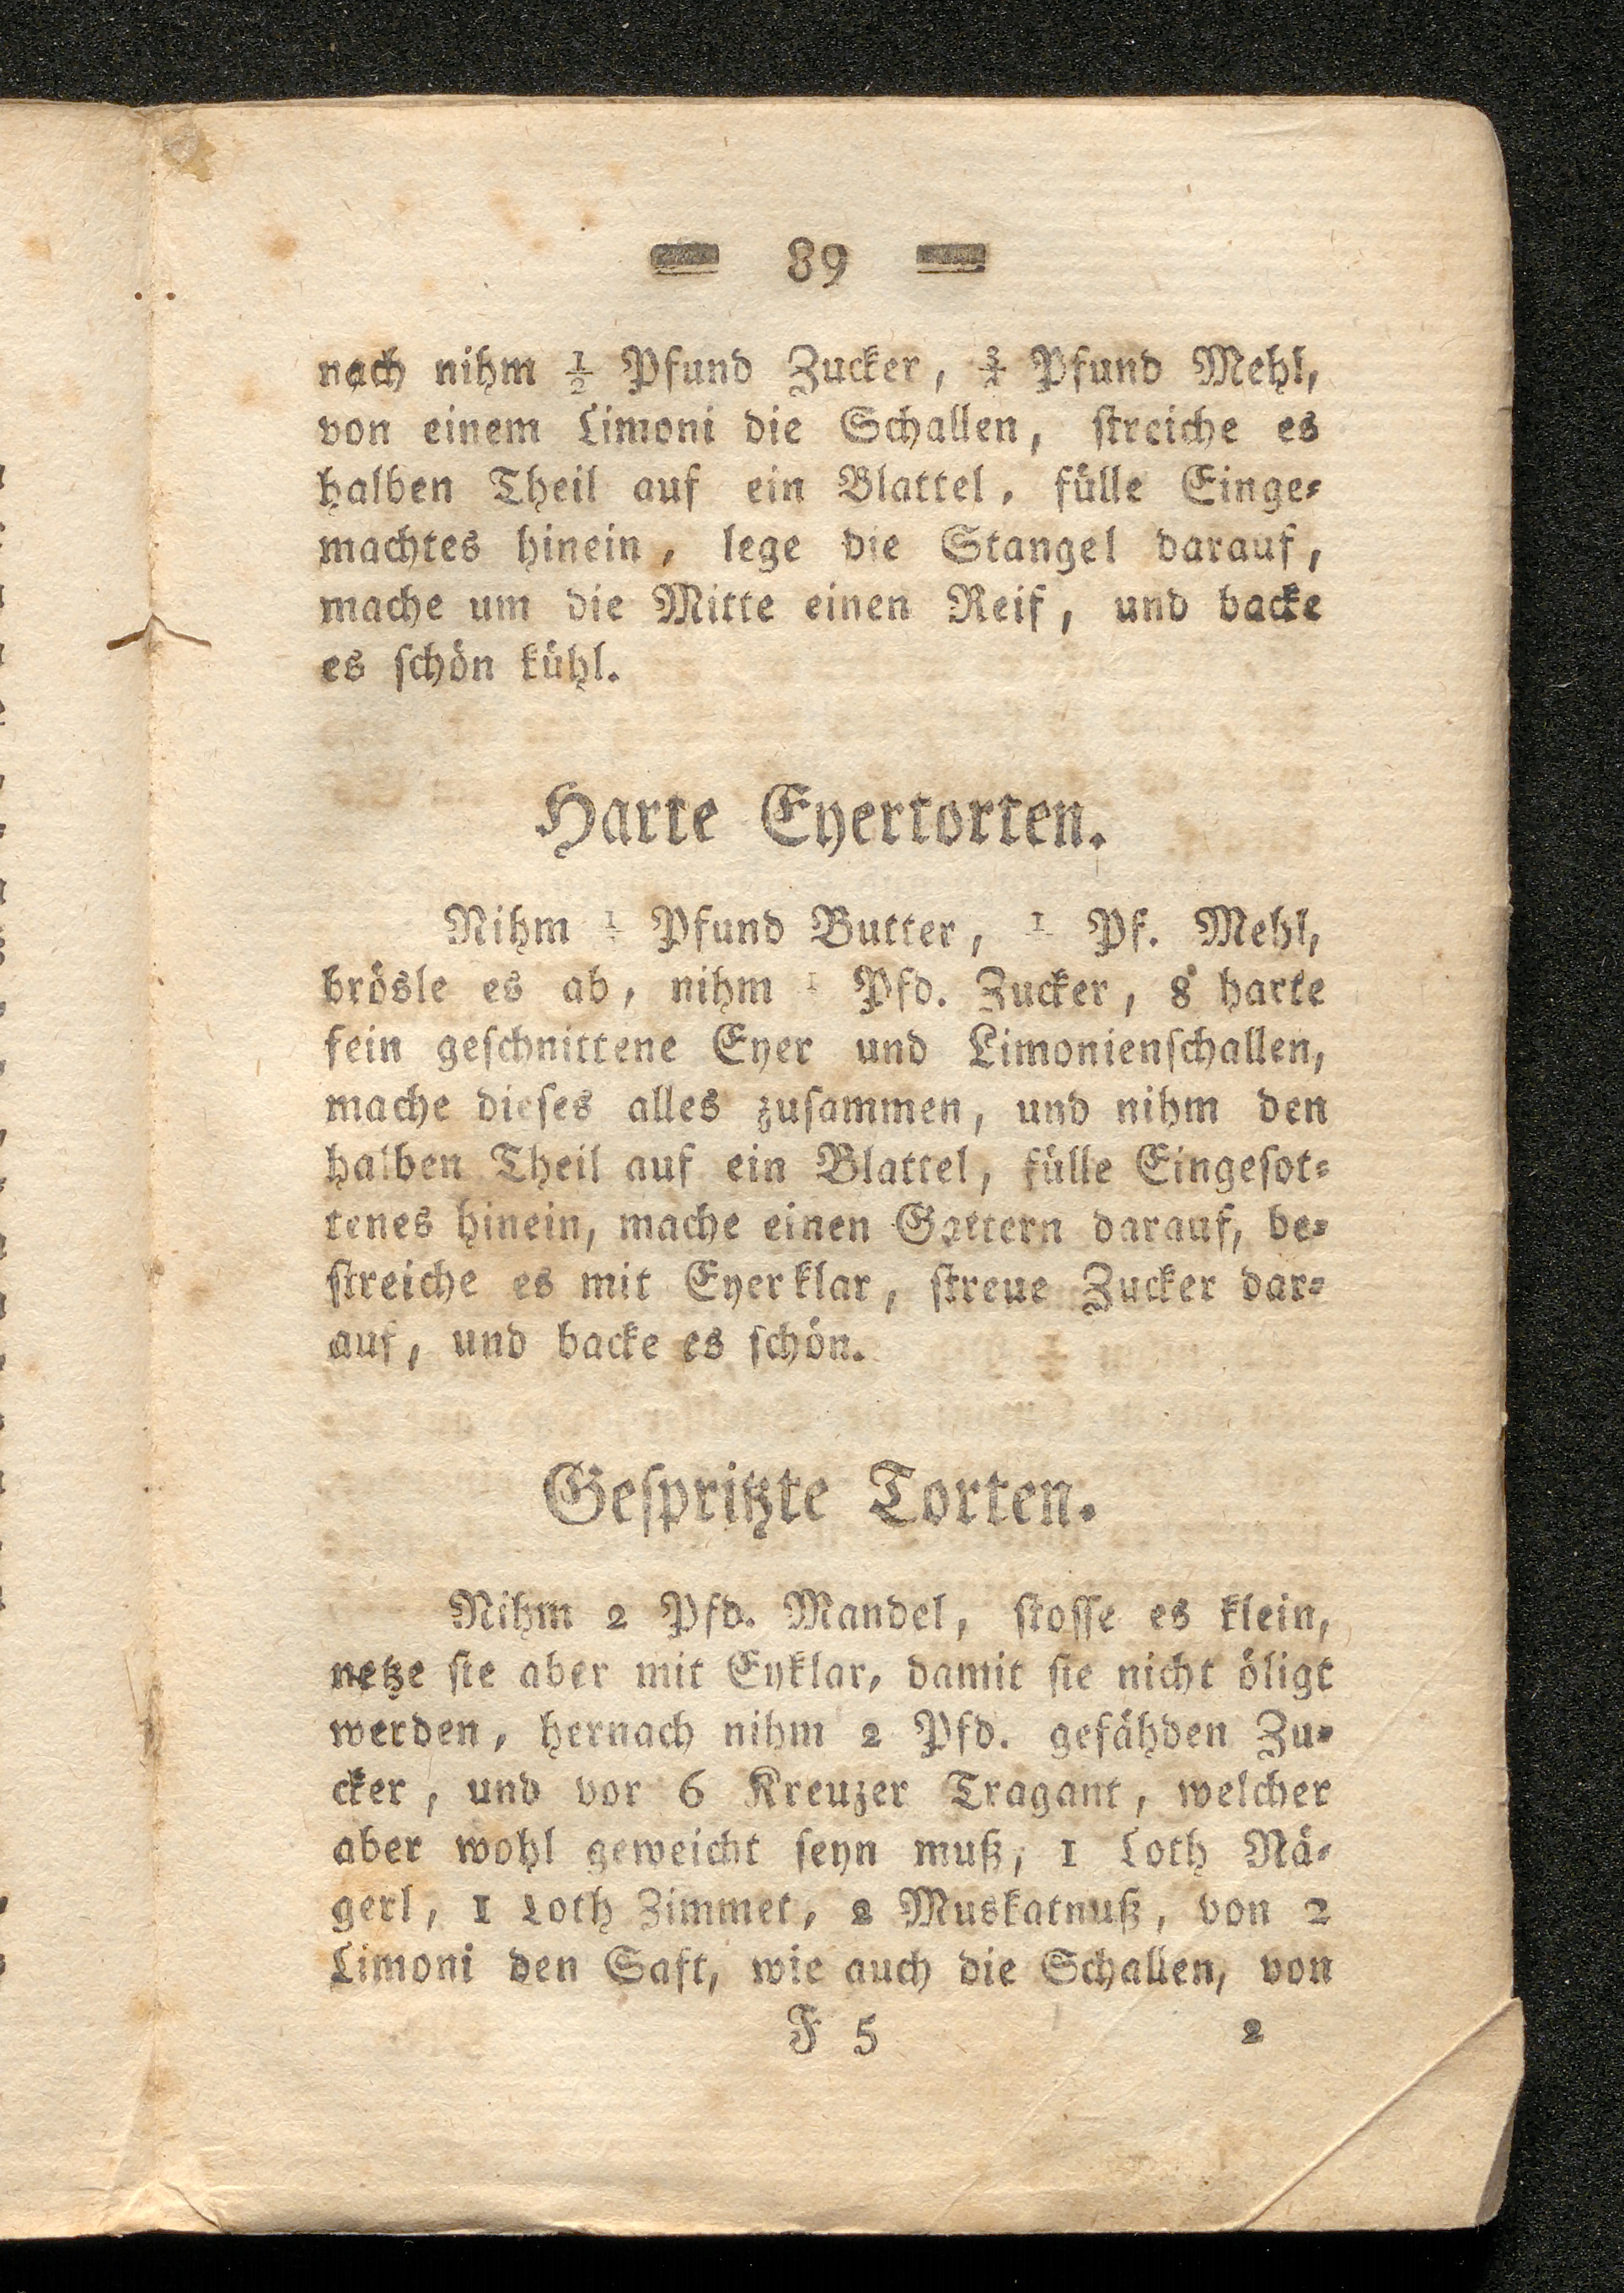 89
nach nihm ½ Pfund Zucker, ¾ Pfund Mehl,
von einem Limoni die Schallen, ſtreiche es
halben Theil auf ein Blattel, fülle Einge⸗
machtes hinein, lege die Stangel darauf,
mache um die Mitte einen Reif, und backe
es ſchön kühl.
Harte Eyertorten.
Nihm Pfund Butter, Pf. Mehl,
brösle es ab, nihm Pfd. Zucker, 8 harte
fein geſchnittene Eyer und Limonienſchallen,
mache dieſes alles zuſammen, und nihm den
halben Theil auf ein Blattel, fülle Eingeſot⸗
tenes hinein, mache einen Gattern darauf, be⸗
ſtreiche es mit Eyerklar, ſtreue Zucker dar⸗
auf, und backe es ſchön.
Geſpritzte Torten.
Nihm 2 Pfd. Mandel, ſtoſſe es klein,
netze ſie aber mit Eyklar, damit ſie nicht öligt
werden, hernach nihm 2 Pfd. gefähden Zu⸗
cker, und vor 6 Kreuzer Tragant, welcher
aber wohl geweicht ſeyn muß, 1 Loth Nä⸗
gerl, 1 Loth Zimmet, 2 Muskatnuß, von 2
Limoni den Saft, wie auch die Schallen, von
F 5 2